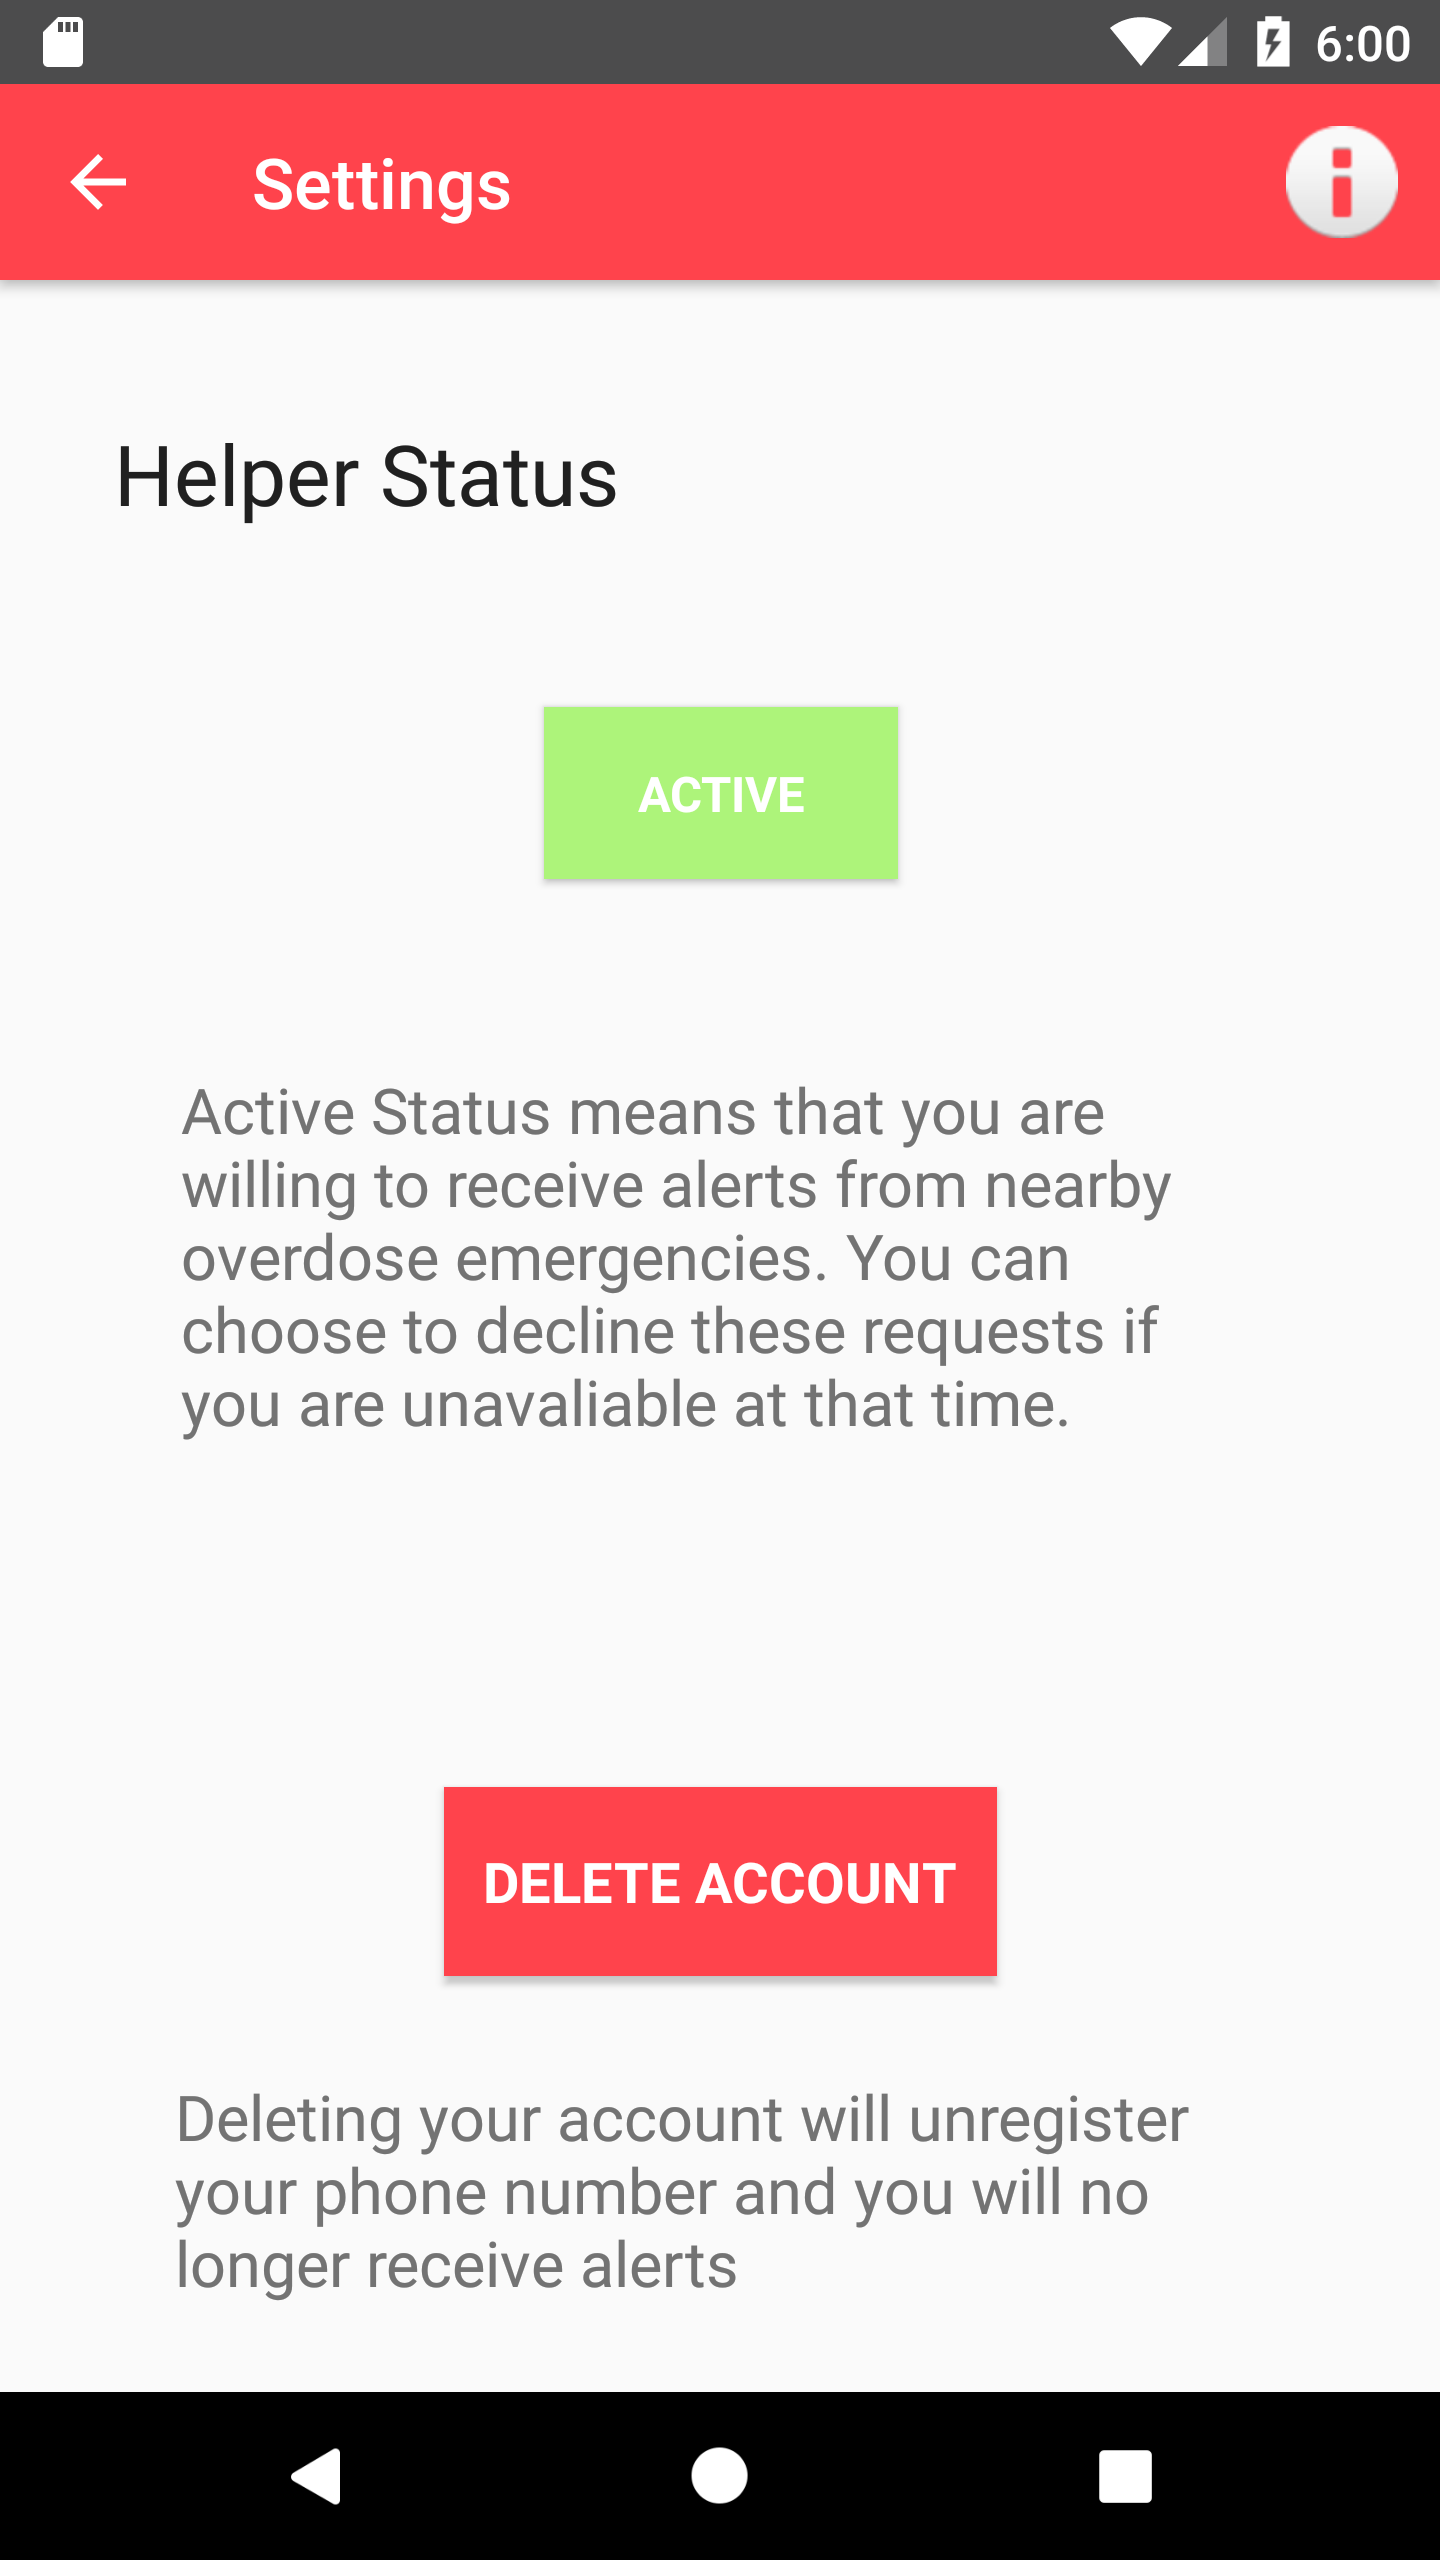 6:00
Settings
Helper Status
ACTIVE
Active Status means that you are
willing to receive alerts from nearby
overdose emergencies. You can
choose to decline these requests if
you are unavaliable at that time.
DELETE ACCOUNT
Deleting your account will unregister
your phone number and you will no
longer receive alerts